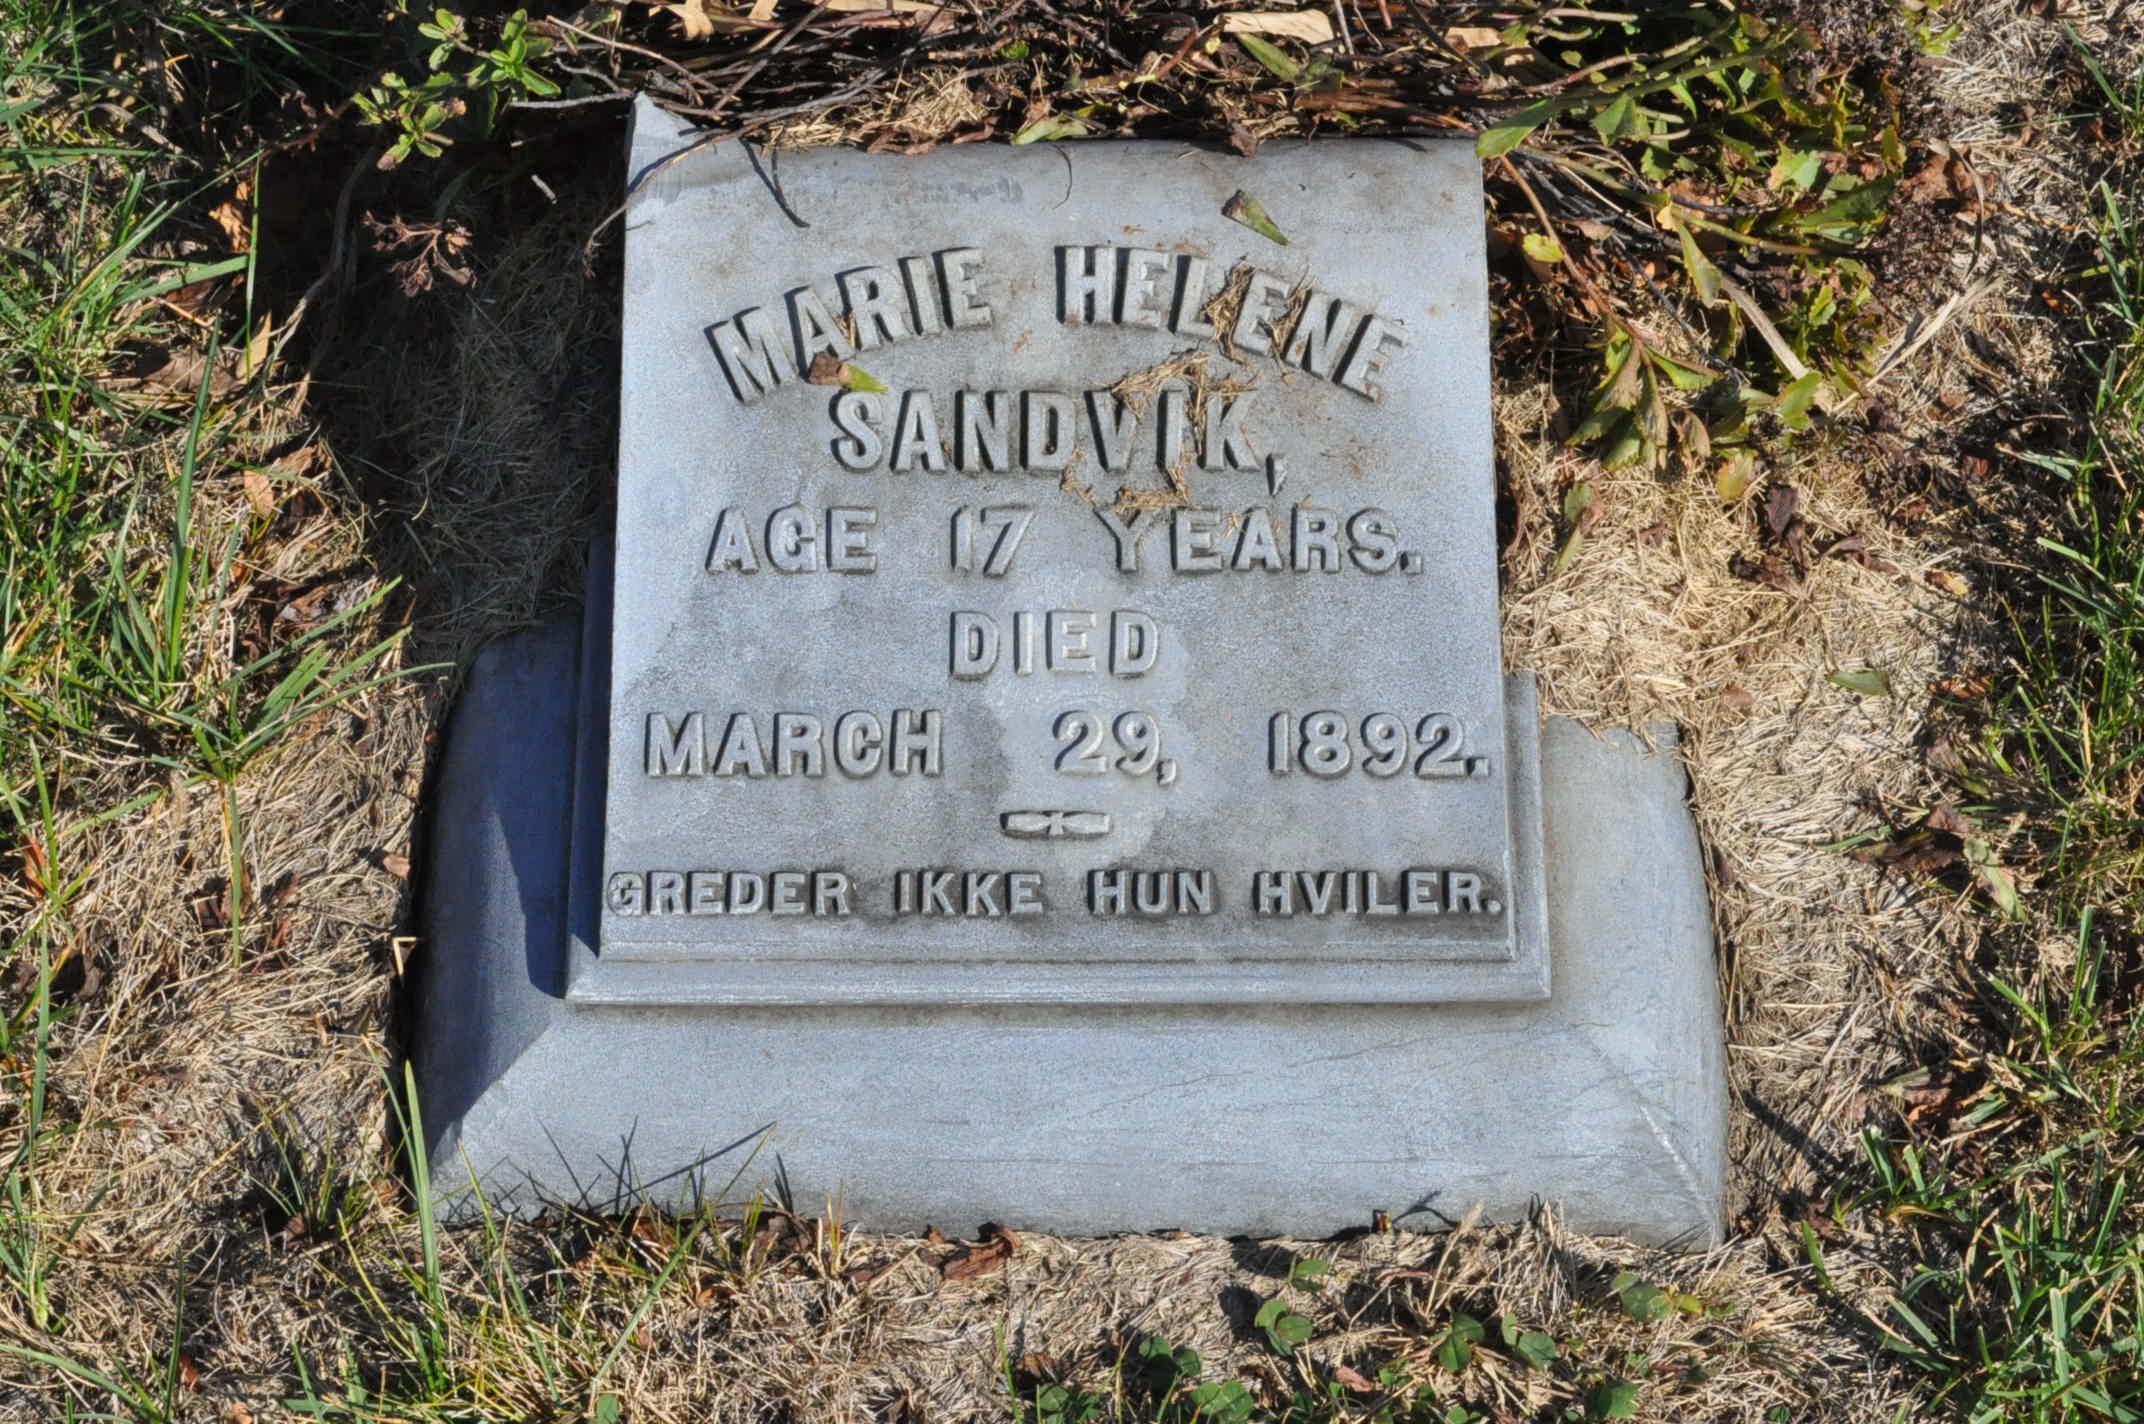 MARIE HELENE
SANDVIK,
AGE 17 YEARS.
DIED
MARCH 29, 1892.
GREDER IKKE HUN HVILER.